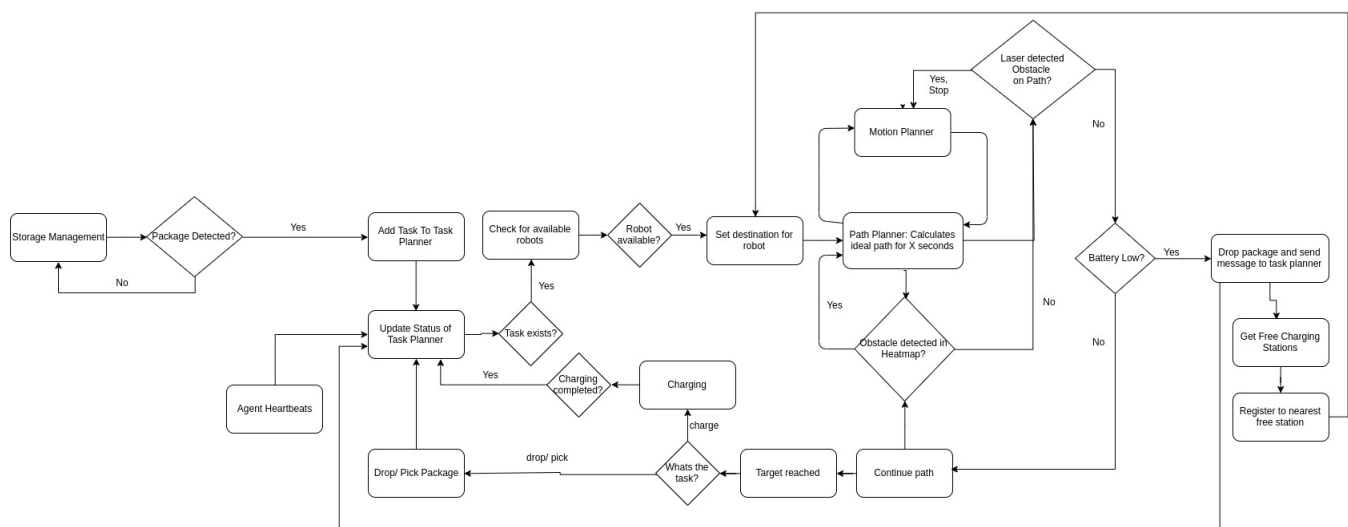 Laser detected
Obstacle
on Path?
Yes,
Stop
Motion Planner
No
Storage Management
Package Detected?
Yes
No
Add Task To Task
Planner
Check for available
robots
Robot
available?
Yes
Set destination for
robot
Path Planner: Calculates
ideal path for X seconds
Battery Low?
Yes
Drop package and send
message to task planner
Yes
Update Status of
Task Planner
Task exists?
Yes
Obstacle detected in
Heatmap?
No
No
Get Free Charging
Stations
Agent Heartbeats
Yes
Charging
completed?
Charging
Register to nearest
free station
charge
drop/ pick
Drop/ Pick Package
Whats the
task?
Target reached
Continue path